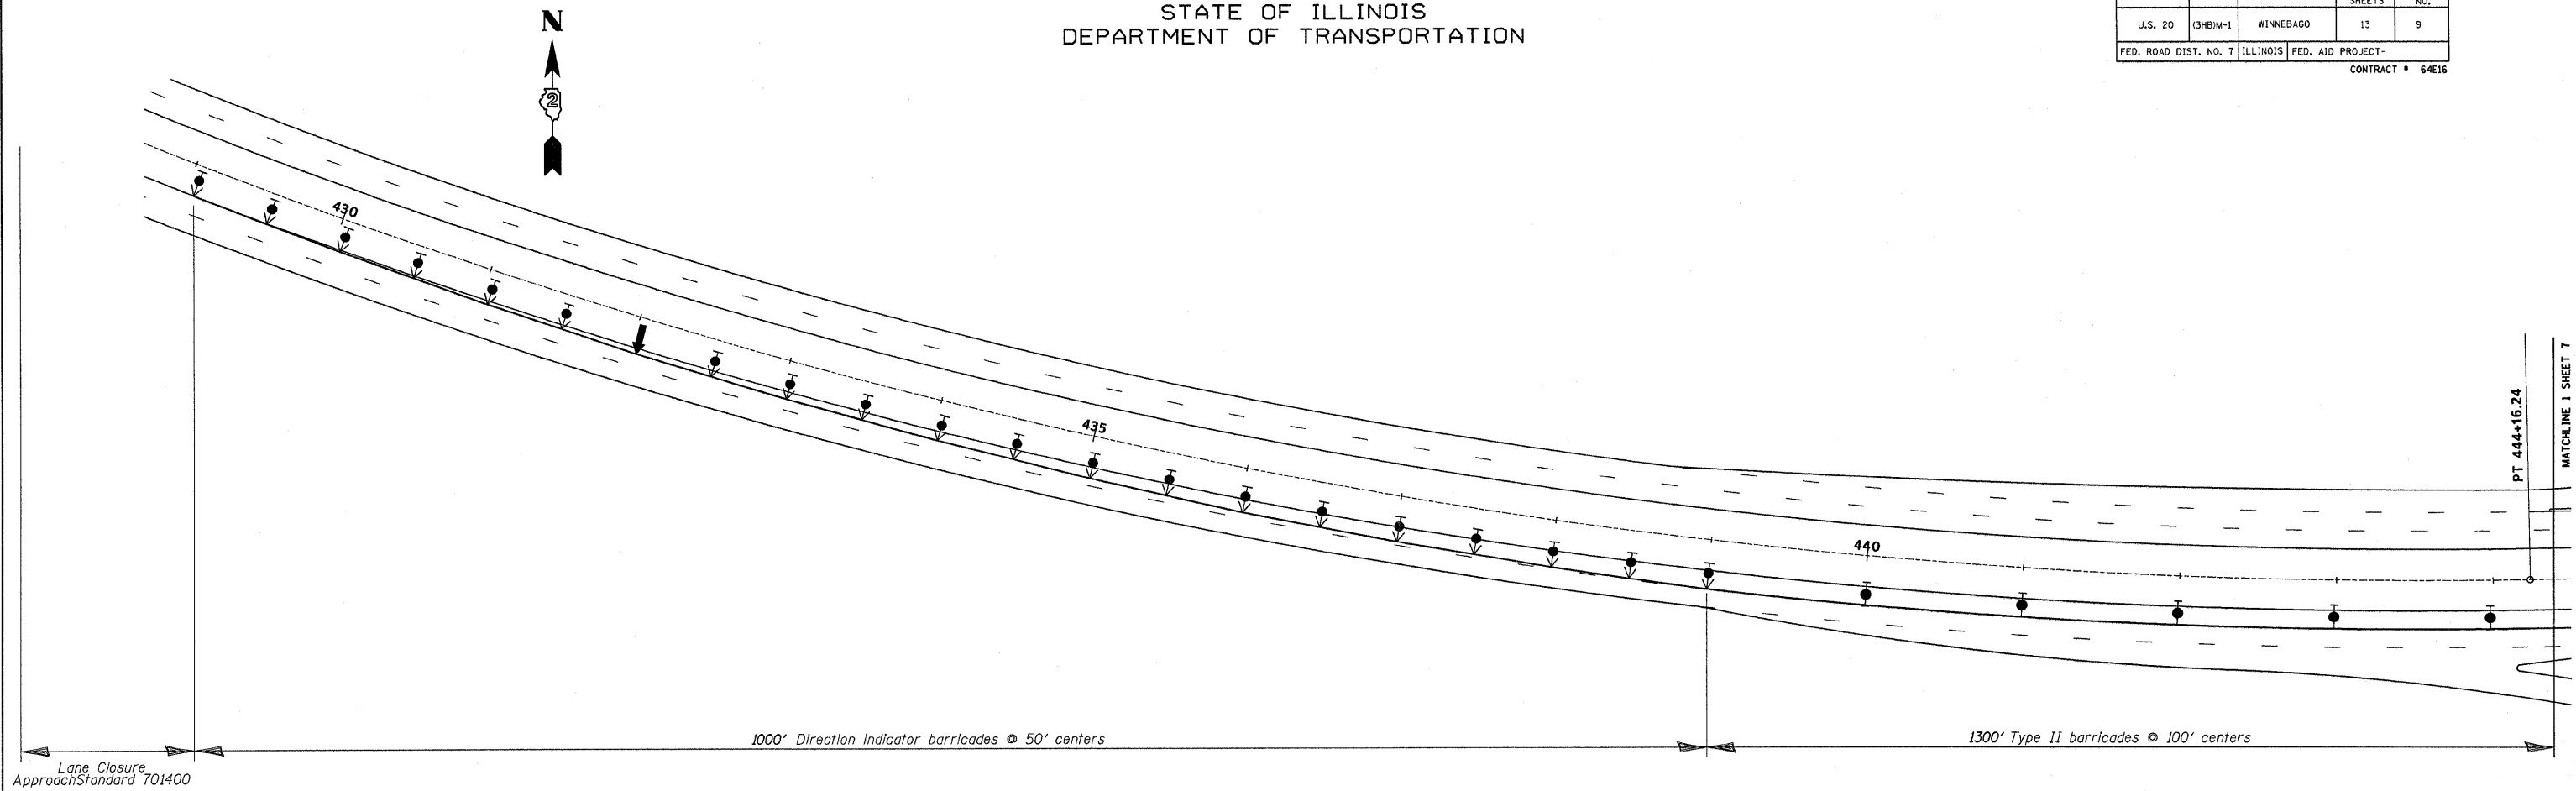 STATE OF ILLINOIS
DEPARTMENT OF TRANSPORTATION
N
2
SHEETS NO.
U.S. 20 (3HB)M-1 WINNEBAGO 13 9
FED. ROAD DIST. NO. 7 ILLINOIS FED. AID PROJECT-
CONTRACT # 64E16
430
435
440
PT 444+16.24
MATCHLINE 1 SHEET 7
1000' Direction indicator barricades @ 50' centers
1300' Type II barricades @ 100' centers
Lane Closure
ApproachStandard 701400